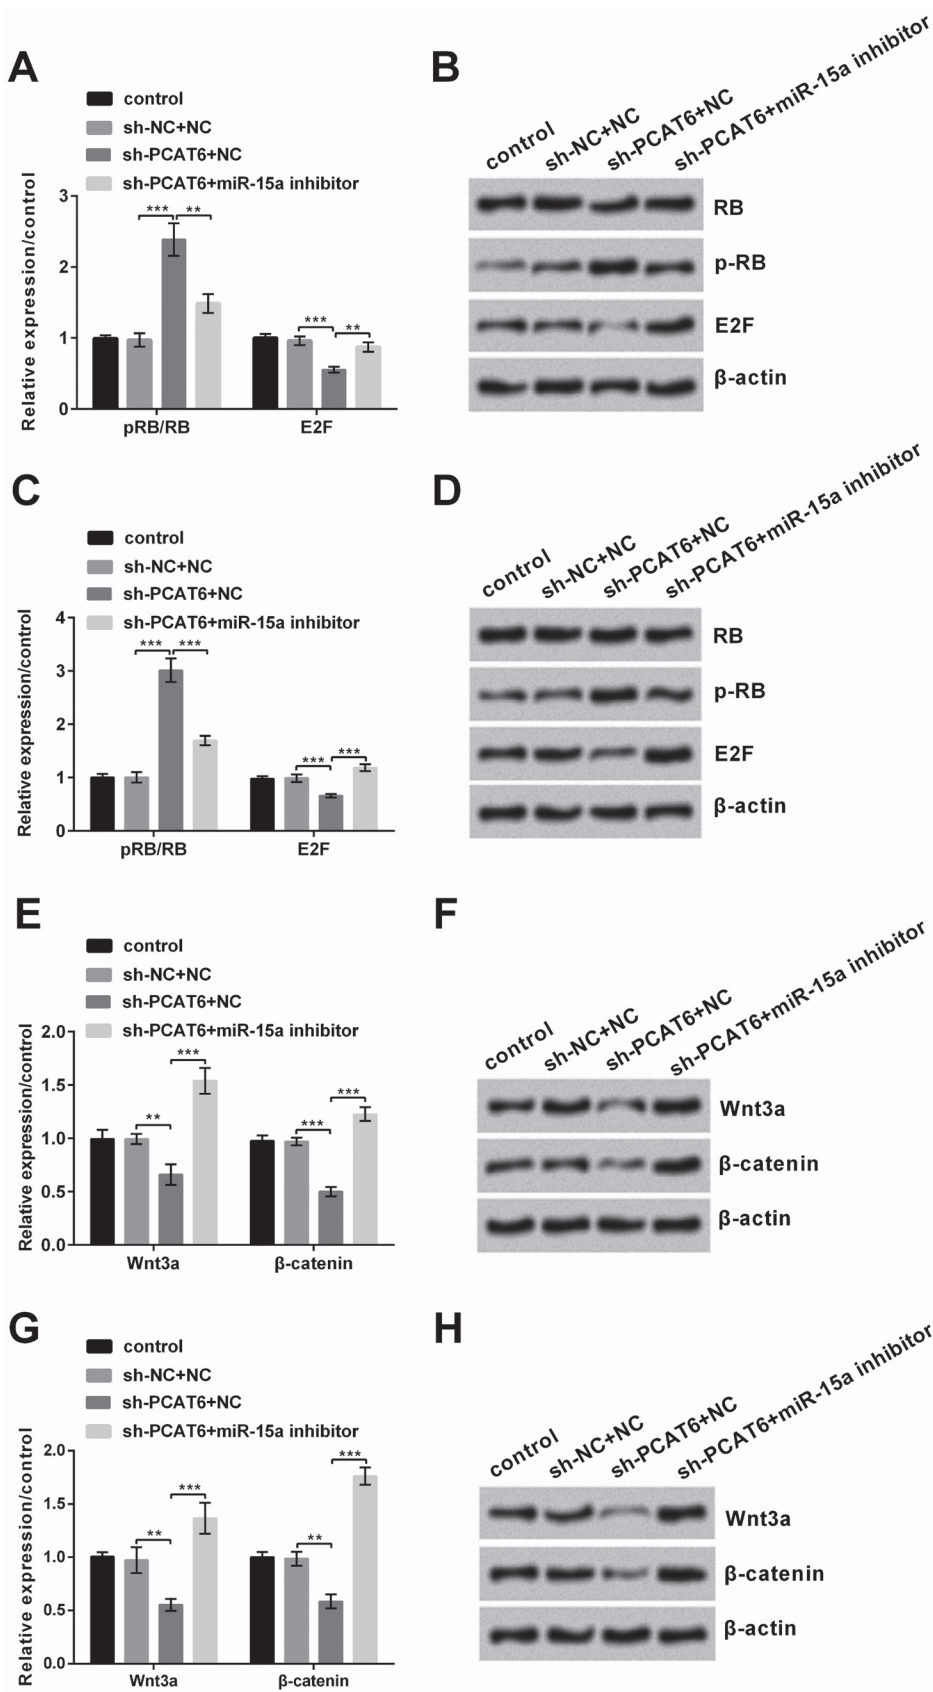 A
control
sh-NC+NC
sh-PCAT6+NC
sh-PCAT6+miR-15a inhibitor
Relative expression/control
3
2
1
0
***
**
***
**
pRB/RB
E2F
B
control
sh-NC+NC
sh-PCAT6+NC
sh-PCAT6+miR-15a inhibitor
RB
p-RB
E2F
β-actin
C
control
sh-NC+NC
sh-PCAT6+NC
sh-PCAT6+miR-15a inhibitor
Relative expression/control
4
3
2
1
0
***
***
***
***
pRB/RB
E2F
D
control
sh-NC+NC
sh-PCAT6+NC
sh-PCAT6+miR-15a inhibitor
RB
p-RB
E2F
β-actin
E
control
sh-NC+NC
sh-PCAT6+NC
sh-PCAT6+miR-15a inhibitor
Relative expression/control
2.0
1.5
1.0
0.5
0.0
**
***
***
***
Wnt3a
β-catenin
F
control
sh-NC+NC
sh-PCAT6+NC
sh-PCAT6+miR-15a inhibitor
Wnt3a
β-catenin
β-actin
G
control
sh-NC+NC
sh-PCAT6+NC
sh-PCAT6+miR-15a inhibitor
Relative expression/control
2.0
1.5
1.0
0.5
0.0
**
***
**
***
Wnt3a
β-catenin
H
control
sh-NC+NC
sh-PCAT6+NC
sh-PCAT6+miR-15a inhibitor
Wnt3a
β-catenin
β-actin